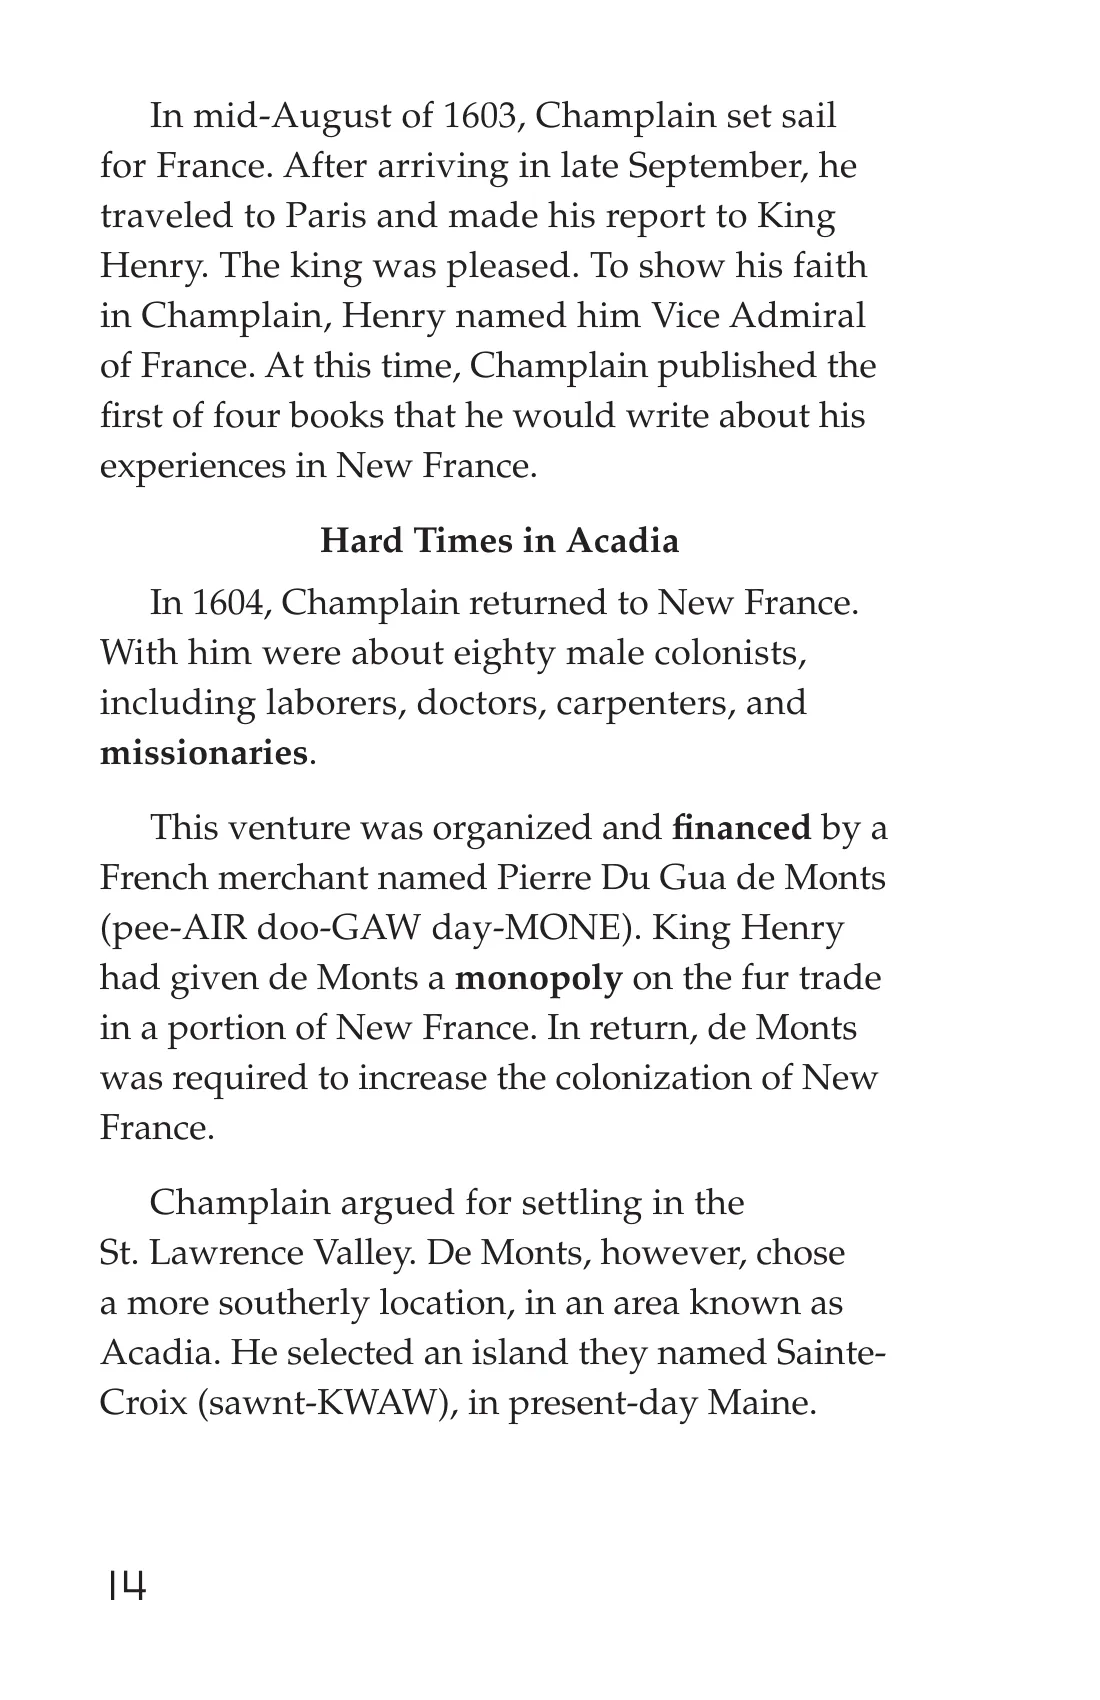 In mid-August of 1603, Champlain set sail
for France. After arriving in late September, he
traveled to Paris and made his report to King
Henry. The king was pleased. To show his faith
in Champlain, Henry named him Vice Admiral
of France. At this time, Champlain published the
first of four books that he would write about his
experiences in New France.
Hard Times in Acadia
In 1604, Champlain returned to New France.
With him were about eighty male colonists,
including laborers, doctors, carpenters, and
missionaries.
This venture was organized and financed by a
French merchant named Pierre Du Gua de Monts
(pee-AIR doo-GAW day-MONE). King Henry
had given de Monts a monopoly on the fur trade
in a portion of New France. In return, de Monts
was required to increase the colonization of New
France.
Champlain argued for settling in the
St. Lawrence Valley. De Monts, however, chose
a more southerly location, in an area known as
Acadia. He selected an island they named Sainte-
Croix (sawnt-KWAW), in present-day Maine.
14